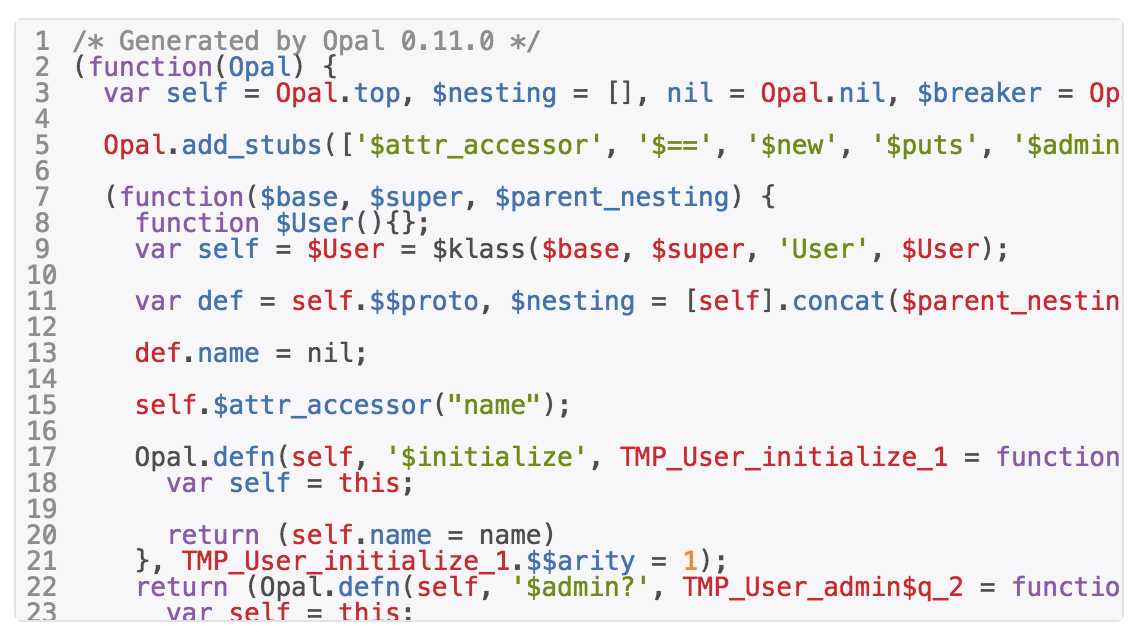 1 /* Generated by Opal 0.11.0 */
2 (function(Opal) {
3 var self = Opal.top, $nesting = [], nil = Opal.nil, $breaker = Op
4
5 Opal.add_stubs(['$attr_accessor', '$==', '$new', '$puts', '$admin
6
7 (function($base, $super, $parent_nesting) {
8 function $User(){};
9 var self = $User = $klass($base, $super, 'User', $User);
10
11 var def = self.$$proto, $nesting = [self].concat($parent_nestin
12
13 def.name = nil;
14
15 self.$attr_accessor("name");
16
17 Opal.defn(self, '$initialize', TMP_User_initialize_1 = function
18 var self = this;
19
20 return (self.name = name)
21 }, TMP_User_initialize_1.$$arity = 1);
22 return (Opal.defn(self, '$admin?', TMP_User_admin$q_2 = functio
23 var self = this;